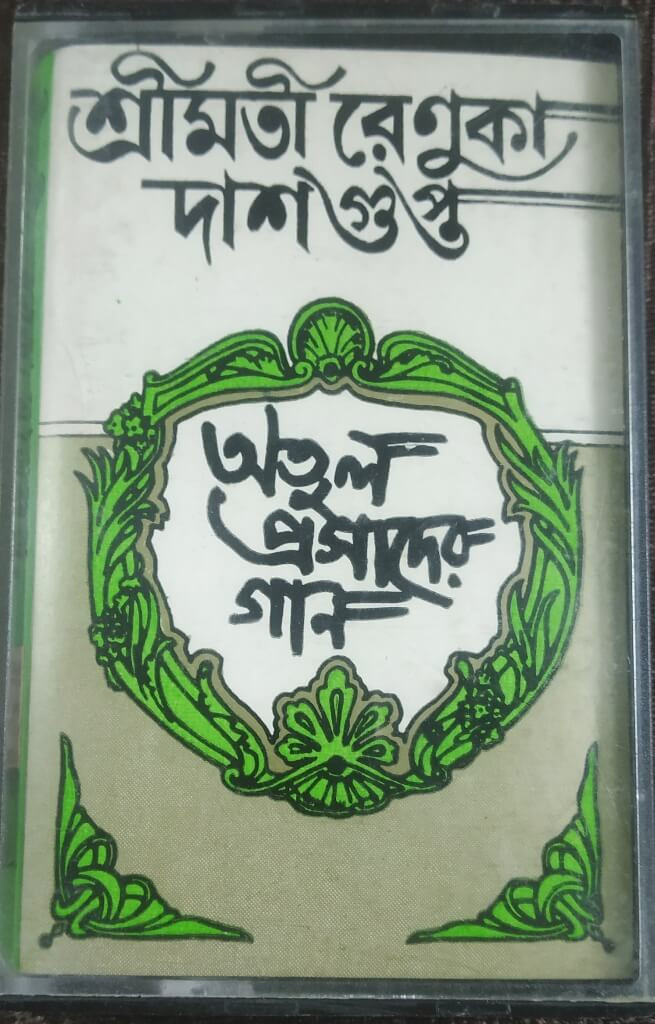 শ্রীমতী রেণুকা
দাশগুপ্ত
অতুল
প্রসাদের
গান